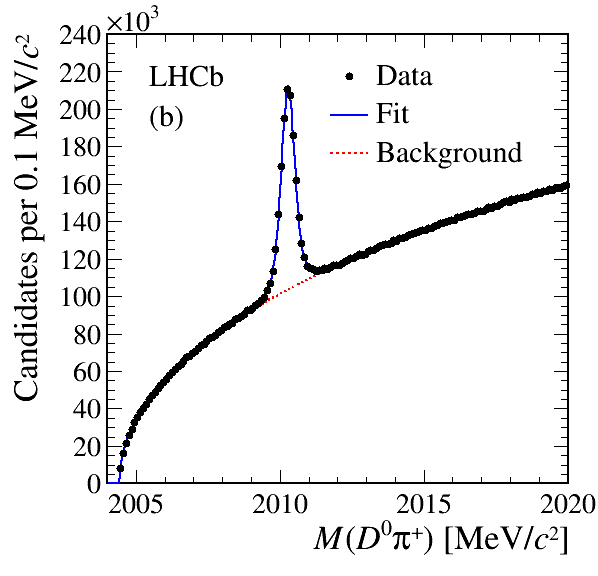 ×10³
240
220
200
180
160
140
120
100
80
60
40
20
0
Candidates per 0.1 MeV/c²
LHCb
(b)
Data
Fit
Background
2005 2010 2015 2020
M(D⁰π⁺) [MeV/c²]